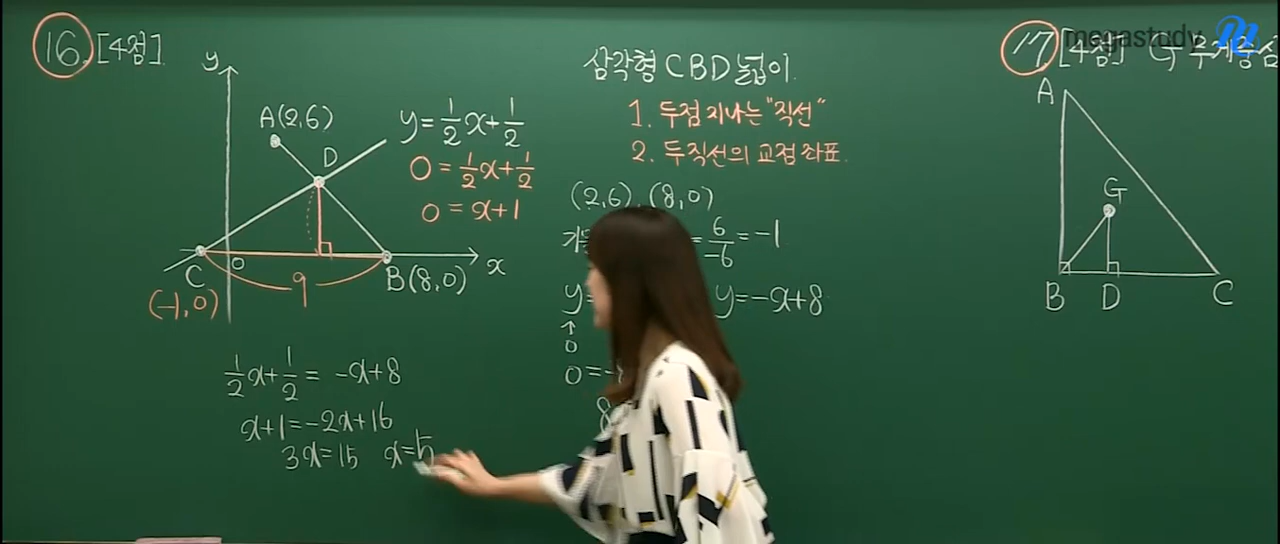 16. [4점]
y
A(2,6)
D
y=1/2x+1/2
0=1/2x+1/2
0=x+1
C
0
B(8,0)
x
(-1,0)
9
1/2x+1/2=-x+8
x+1=-2x+16
3x=15 x=5
삼각형 CBD 넓이
1. 두점 지나는 "직선"
2. 두직선의 교점 좌표
(2,6), (8,0)
=6/-6=-1
y= y=-x+8
↑
0
0=-
8
17 [4점]
megastudy
A
G
B D C